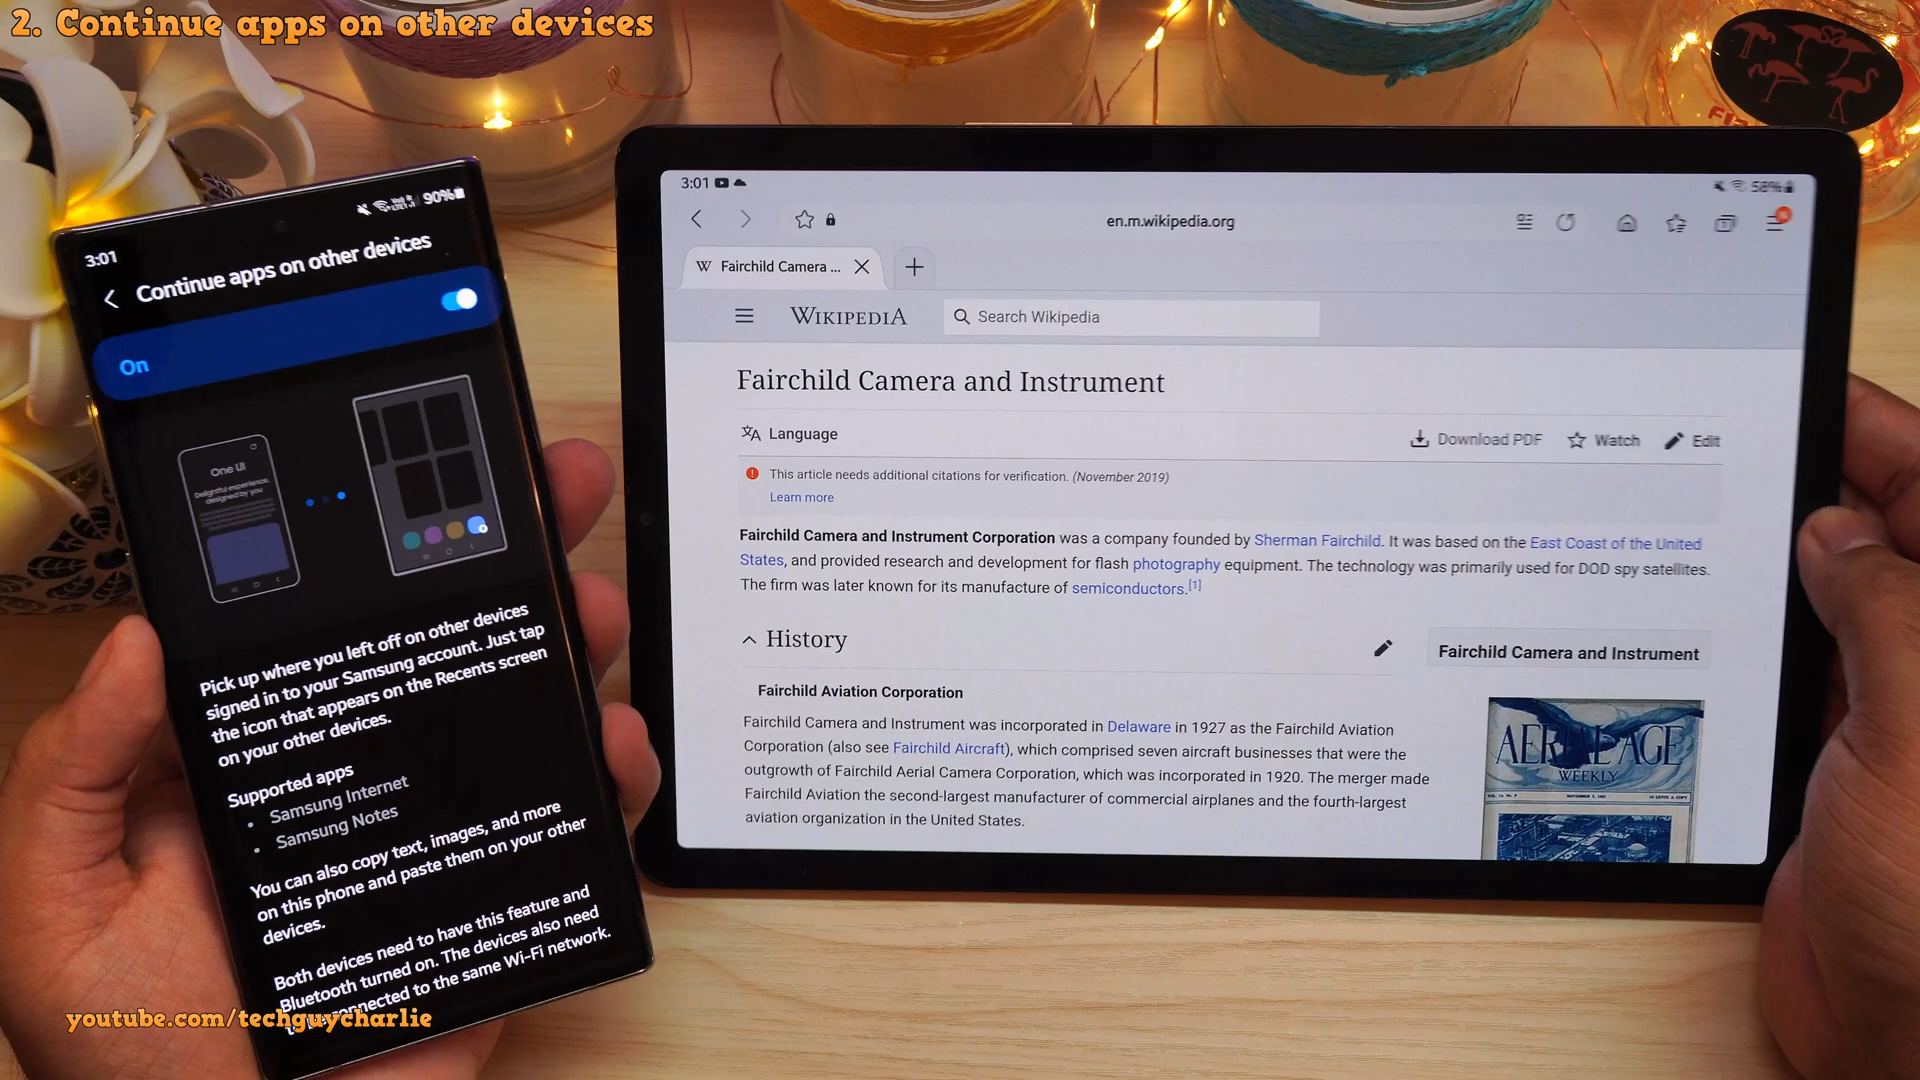 2. Continue apps on other devices
3:01
90%
Continue apps on other devices
On
One UI
Delightful experience,
designed by you
Pick up where you left off on other devices
signed in to your Samsung account. Just tap
the icon that appears on the Recents screen
on your other devices.
Supported apps
• Samsung Internet
• Samsung Notes
You can also copy text, images, and more
on this phone and paste them on your other
devices.
Both devices need to have this feature and
Bluetooth turned on. The devices also need
connected to the same Wi-Fi network.
youtube.com/techguycharlie
3:01
58%
en.m.wikipedia.org
W Fairchild Camera ...
WIKIPEDIA
Search Wikipedia
Fairchild Camera and Instrument
Language
Download PDF
Watch
Edit
This article needs additional citations for verification. (November 2019)
Learn more
Fairchild Camera and Instrument Corporation was a company founded by Sherman Fairchild. It was based on the East Coast of the United
States, and provided research and development for flash photography equipment. The technology was primarily used for DOD spy satellites.
The firm was later known for its manufacture of semiconductors.[1]
History
Fairchild Camera and Instrument
Fairchild Aviation Corporation
Fairchild Camera and Instrument was incorporated in Delaware in 1927 as the Fairchild Aviation
Corporation (also see Fairchild Aircraft), which comprised seven aircraft businesses that were the
outgrowth of Fairchild Aerial Camera Corporation, which was incorporated in 1920. The merger made
Fairchild Aviation the second-largest manufacturer of commercial airplanes and the fourth-largest
aviation organization in the United States.
AERIAL AGE
WEEKLY